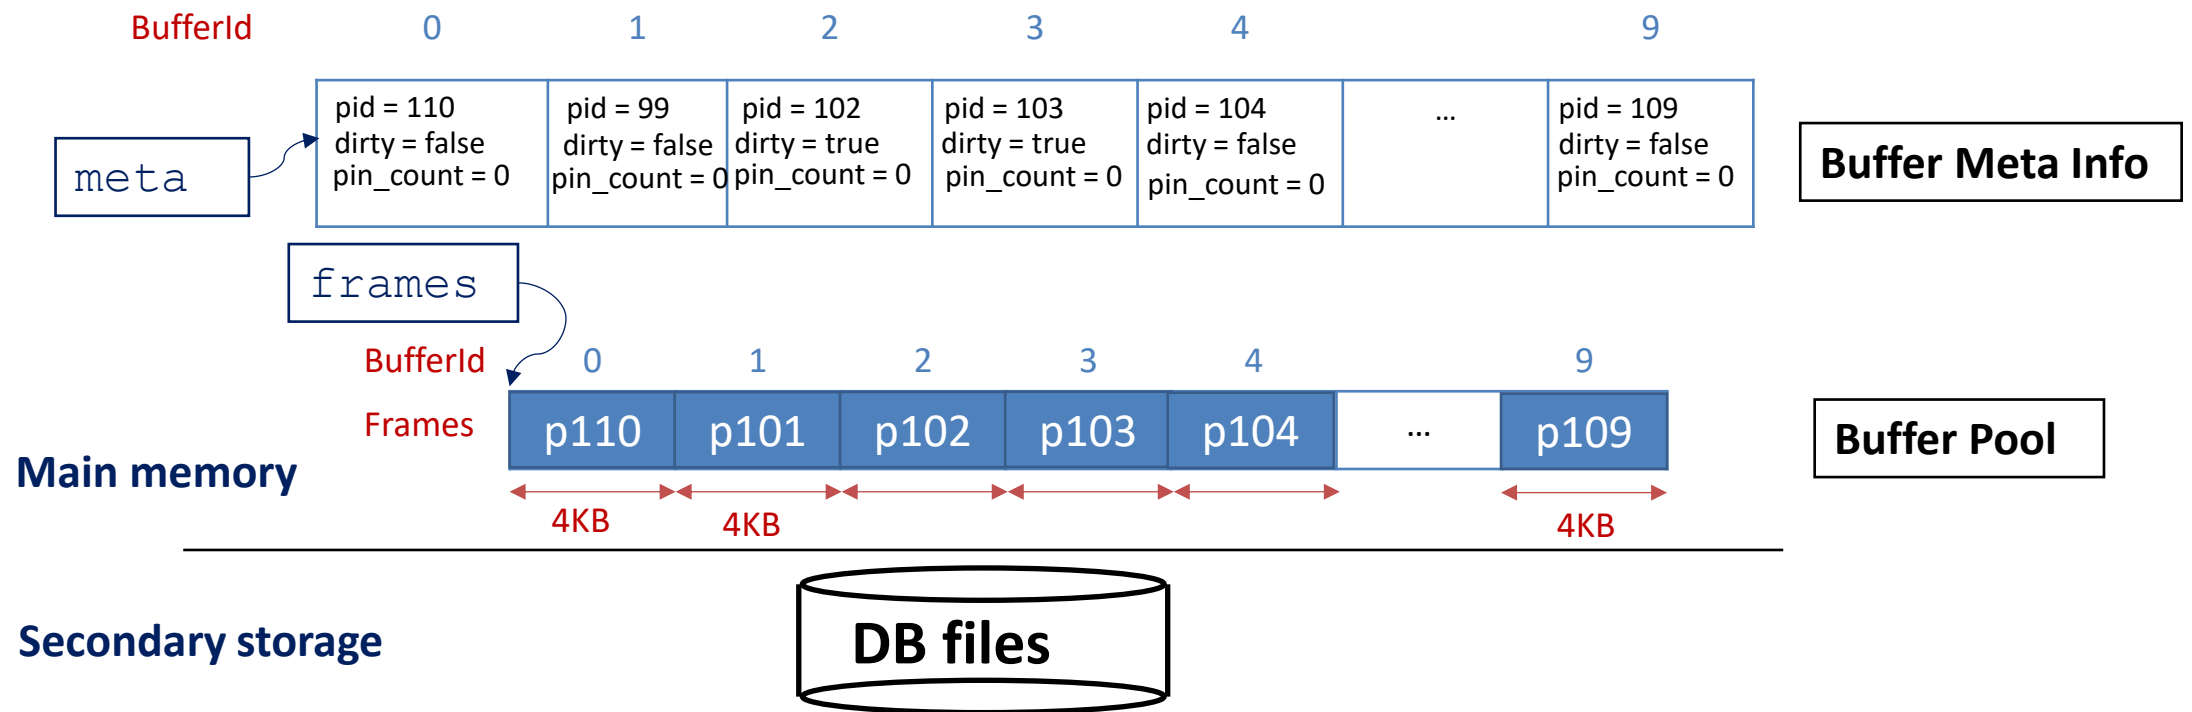 BufferId 0 1 2 3 4 9
pid = 110 pid = 99 pid = 102 pid = 103 pid = 104 ... pid = 109
dirty = false dirty = false dirty = true dirty = true dirty = false dirty = false
pin_count = 0 pin_count = 0 pin_count = 0 pin_count = 0 pin_count = 0 pin_count = 0
meta
Buffer Meta Info
frames
BufferId 0 1 2 3 4 9
Frames p110 p101 p102 p103 p104 ... p109
Buffer Pool
Main memory
4KB 4KB 4KB
DB files
Secondary storage